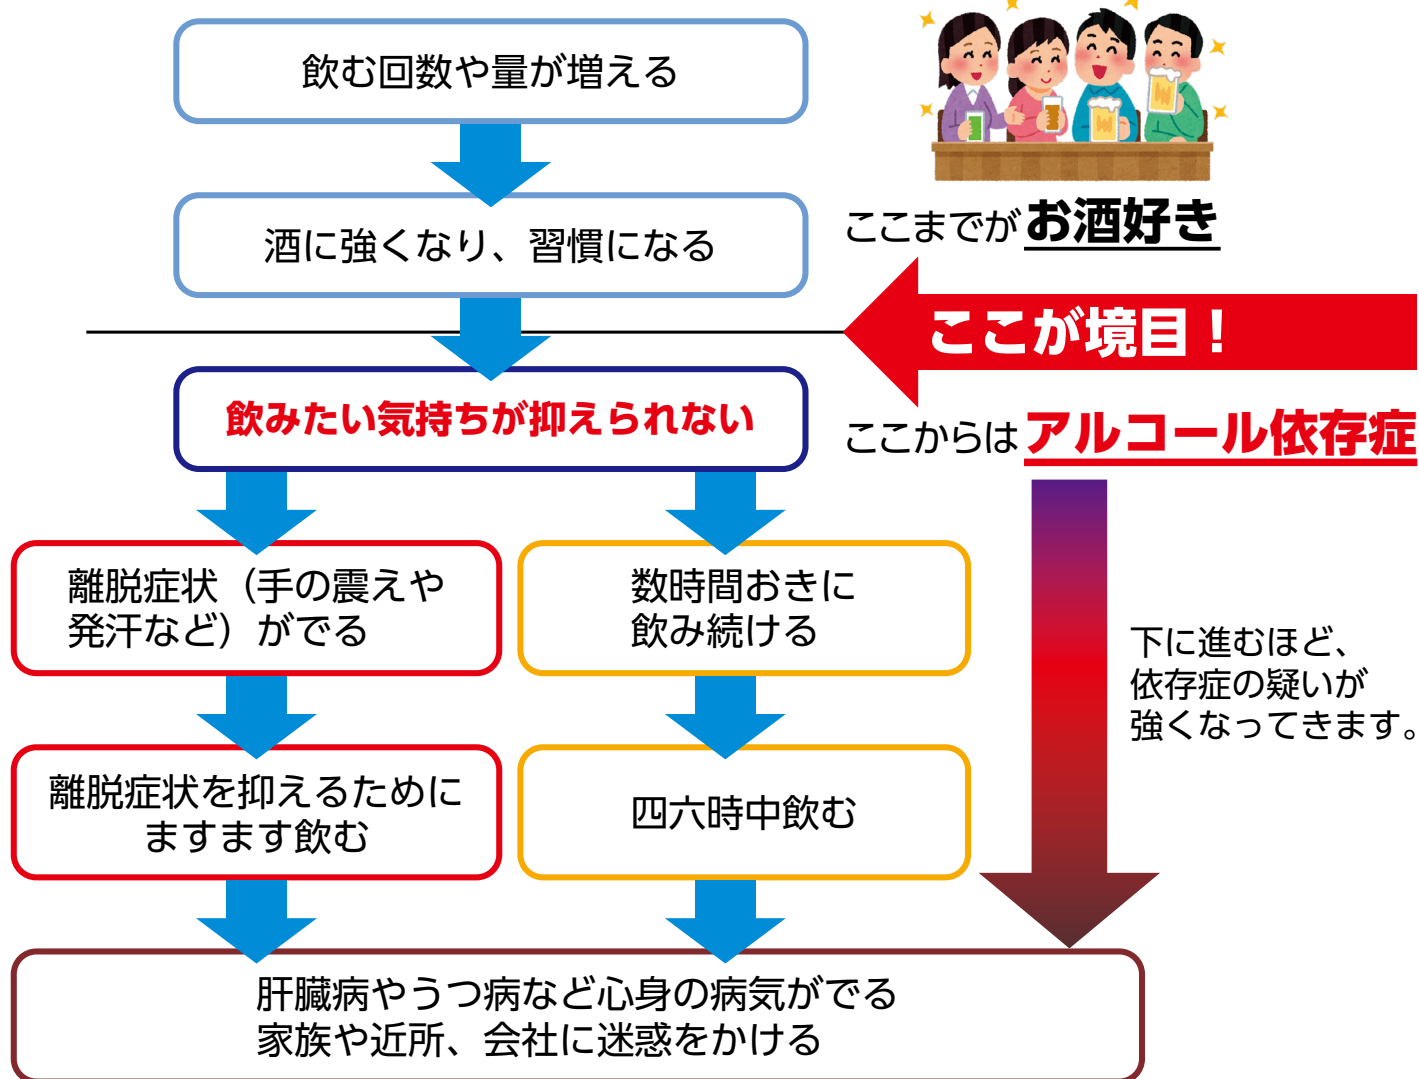 飲む回数や量が増える
酒に強くなり、習慣になる
ここまでがお酒好き
ここが境目！
飲みたい気持ちが抑えられない
ここからはアルコール依存症
離脱症状（手の震えや
発汗など）がでる
数時間おきに
飲み続ける
下に進むほど、
依存症の疑いが
強くなってきます。
離脱症状を抑えるために
ますます飲む
四六時中飲む
肝臓病やうつ病など心身の病気がでる
家族や近所、会社に迷惑をかける